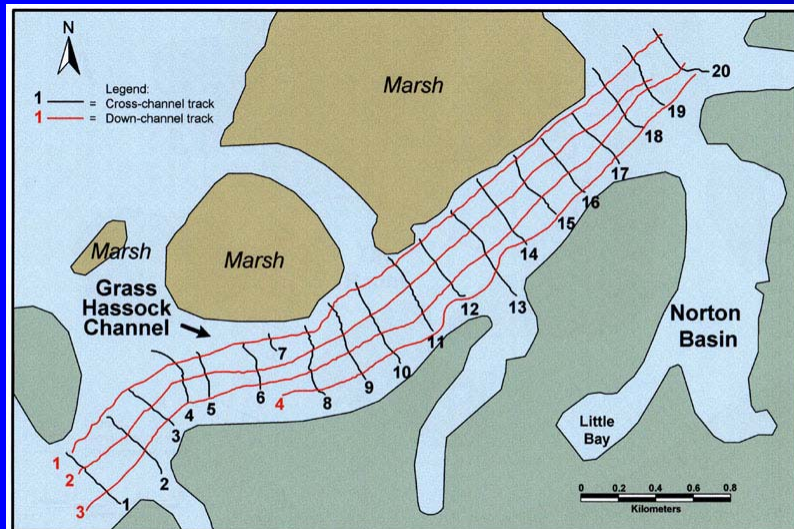 N
Legend:
1 = Cross-channel track
1 = Down-channel track
Marsh
Marsh
Marsh
Grass
Hassock
Channel
Norton
Basin
Little
Bay
1
2
3
4
1
2
3
4
5
6
7
8
9
10
11
12
13
14
15
16
17
18
19
20
0 0.2 0.4 0.6 0.8
Kilometers